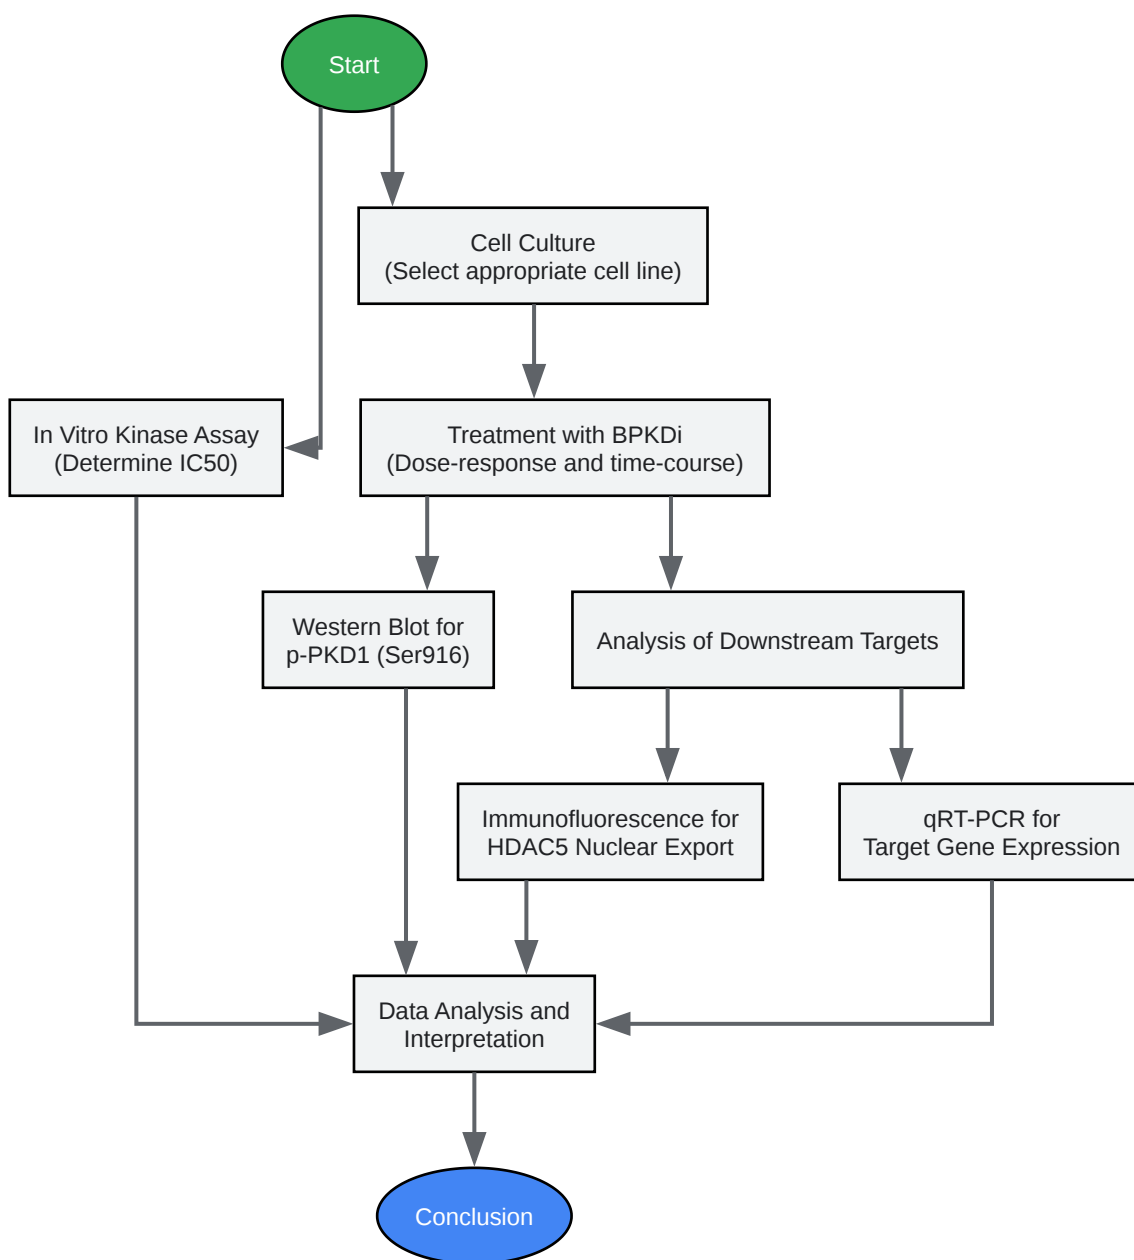 Start
Cell Culture
(Select appropriate cell line)
In Vitro Kinase Assay
(Determine IC50)
Treatment with BPKDi
(Dose-response and time-course)
Western Blot for
p-PKD1 (Ser916)
Analysis of Downstream Targets
Immunofluorescence for
HDAC5 Nuclear Export
qRT-PCR for
Target Gene Expression
Data Analysis and
Interpretation
Conclusion